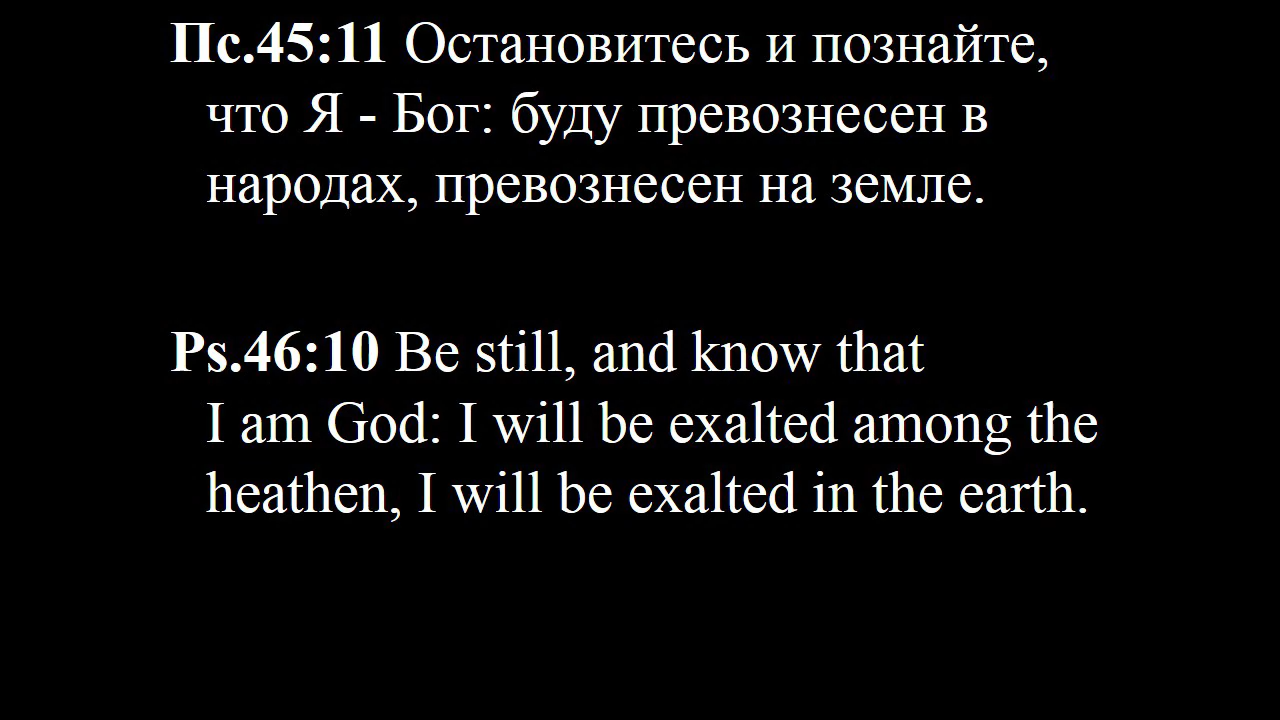 Пс.45:11 Остановитесь и познайте,
что Я - Бог: буду превознесен в
народах, превознесен на земле.
Ps.46:10 Be still, and know that
I am God: I will be exalted among the
heathen, I will be exalted in the earth.